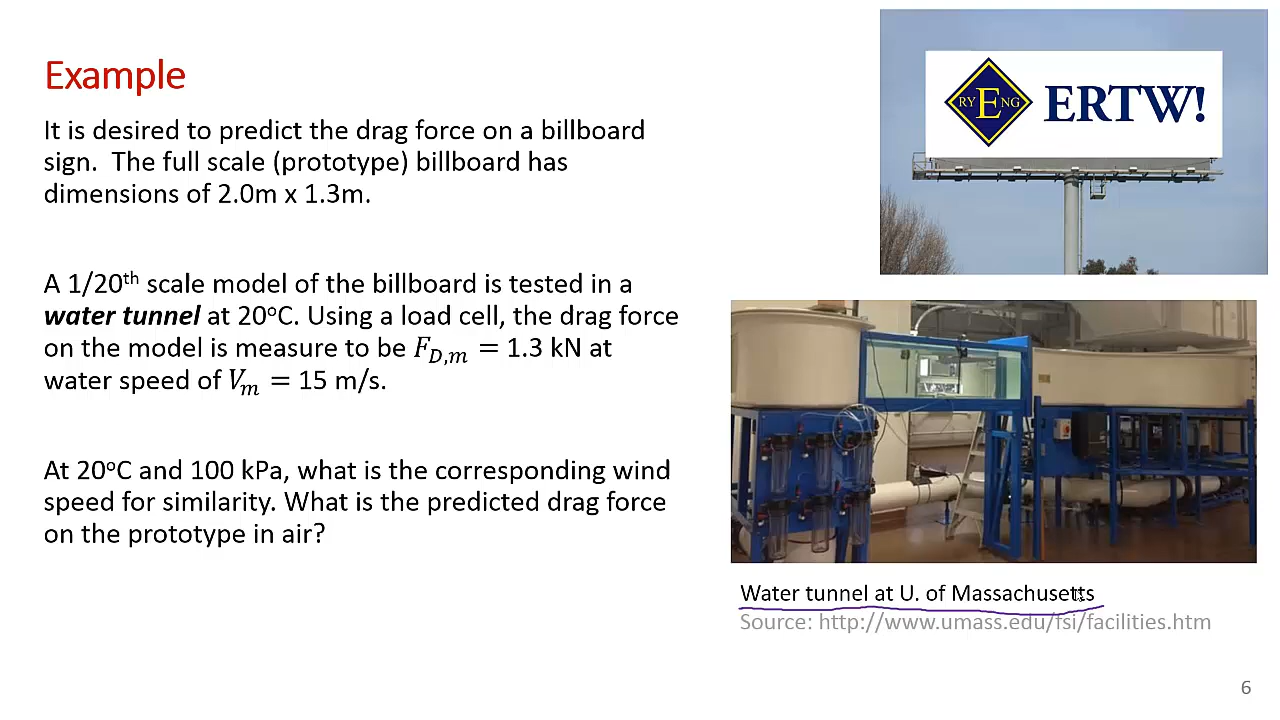 Example
It is desired to predict the drag force on a billboard
sign.  The full scale (prototype) billboard has
dimensions of 2.0m x 1.3m.
A 1/20th scale model of the billboard is tested in a
water tunnel at 20oC. Using a load cell, the drag force
on the model is measure to be F_{D,m} = 1.3 kN at
water speed of V_m = 15 m/s.
At 20oC and 100 kPa, what is the corresponding wind
speed for similarity. What is the predicted drag force
on the prototype in air?
RY E NG ERTW!
Water tunnel at U. of Massachusetts
Source: http://www.umass.edu/fsi/facilities.htm
6